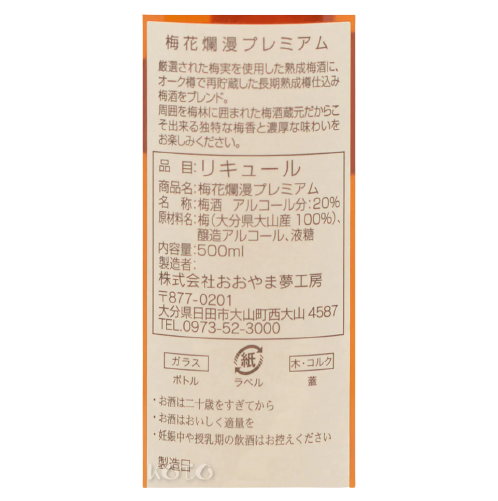 梅花爛漫プレミアム
厳選された梅実を使用した熟成梅酒に、
オーク樽で再貯蔵した長期熟成樽仕込み
梅酒をブレンド。
周囲を梅林に囲まれた梅酒蔵元だからこ
そ出来る独特な梅香と濃厚な味わいを
お楽しみください。
品 目:リキュール
商品名:梅花爛漫プレミアム
名 称:梅酒 アルコール分:20%
原材料名:梅(大分県大山産 100%)、
醸造アルコール、液糖
内容量:500ml
製造者:
株式会社おおやま夢工房
〒877-0201
大分県日田市大山町西大山 4587
TEL.0973-52-3000
ガラス 紙 木・コルク
ボトル ラベル 蓋
・お酒は二十歳をすぎてから
・お酒はおいしく適量を
・妊娠中や授乳期の飲酒はお控えください
製造日
KOLO